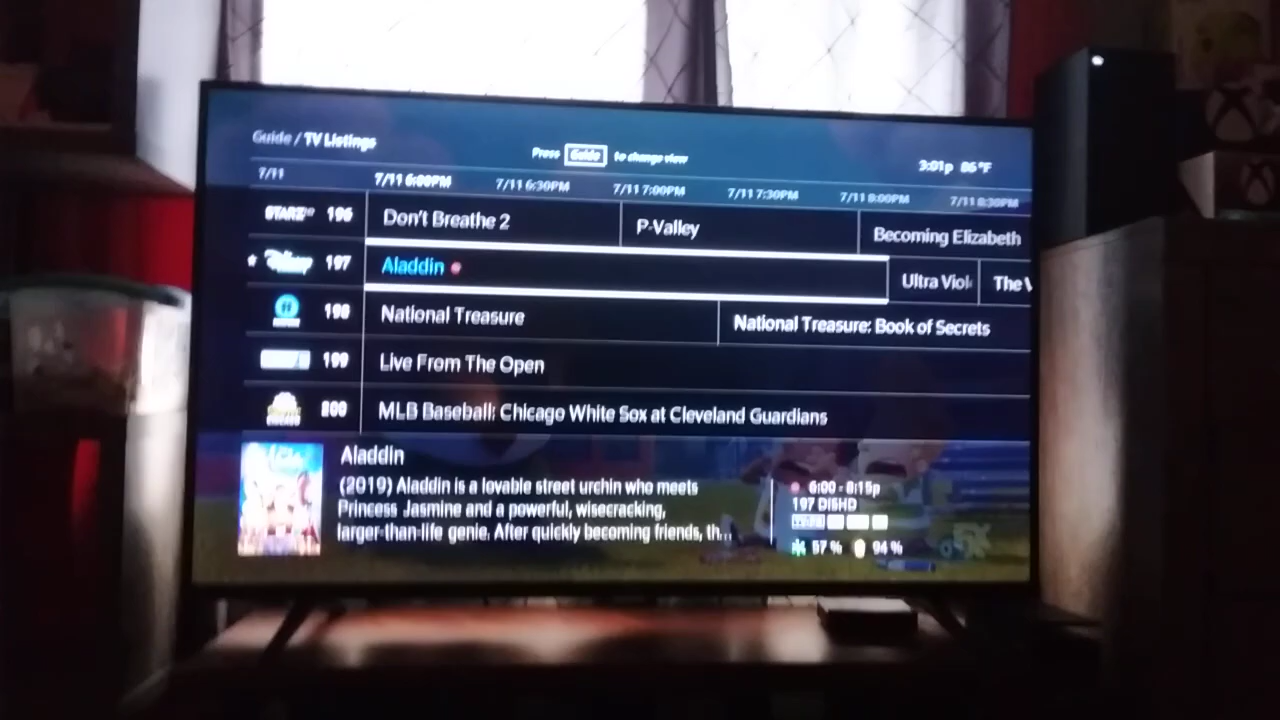 Guide / TV Listings
Press Guide to change view
3:01p 86°F
7/11 7/11 6:00PM 7/11 6:30PM 7/11 7:00PM 7/11 7:30PM 7/11 8:00PM 7/11 8:30PM
STARZ 196 Don't Breathe 2 P-Valley Becoming Elizabeth
Disney 197 Aladdin Ultra Viol The V
198 National Treasure National Treasure: Book of Secrets
199 Live From The Open
200 MLB Baseball: Chicago White Sox at Cleveland Guardians
Aladdin
(2019) Aladdin is a lovable street urchin who meets
Princess Jasmine and a powerful, wisecracking,
larger-than-life genie. After quickly becoming friends, th...
6:00 - 8:15p
197 DISHD
57 % 94 %